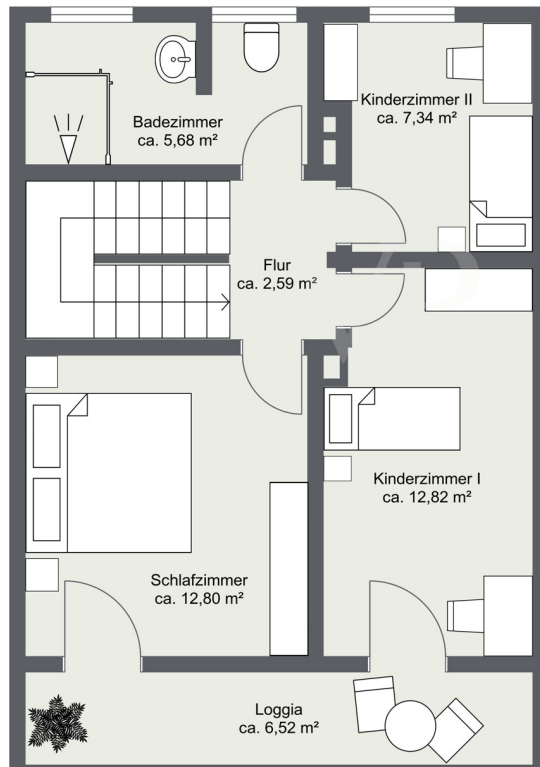 Badezimmer
ca. 5,68 m²
Kinderzimmer II
ca. 7,34 m²
Flur
ca. 2,59 m²
Kinderzimmer I
ca. 12,82 m²
Schlafzimmer
ca. 12,80 m²
Loggia
ca. 6,52 m²